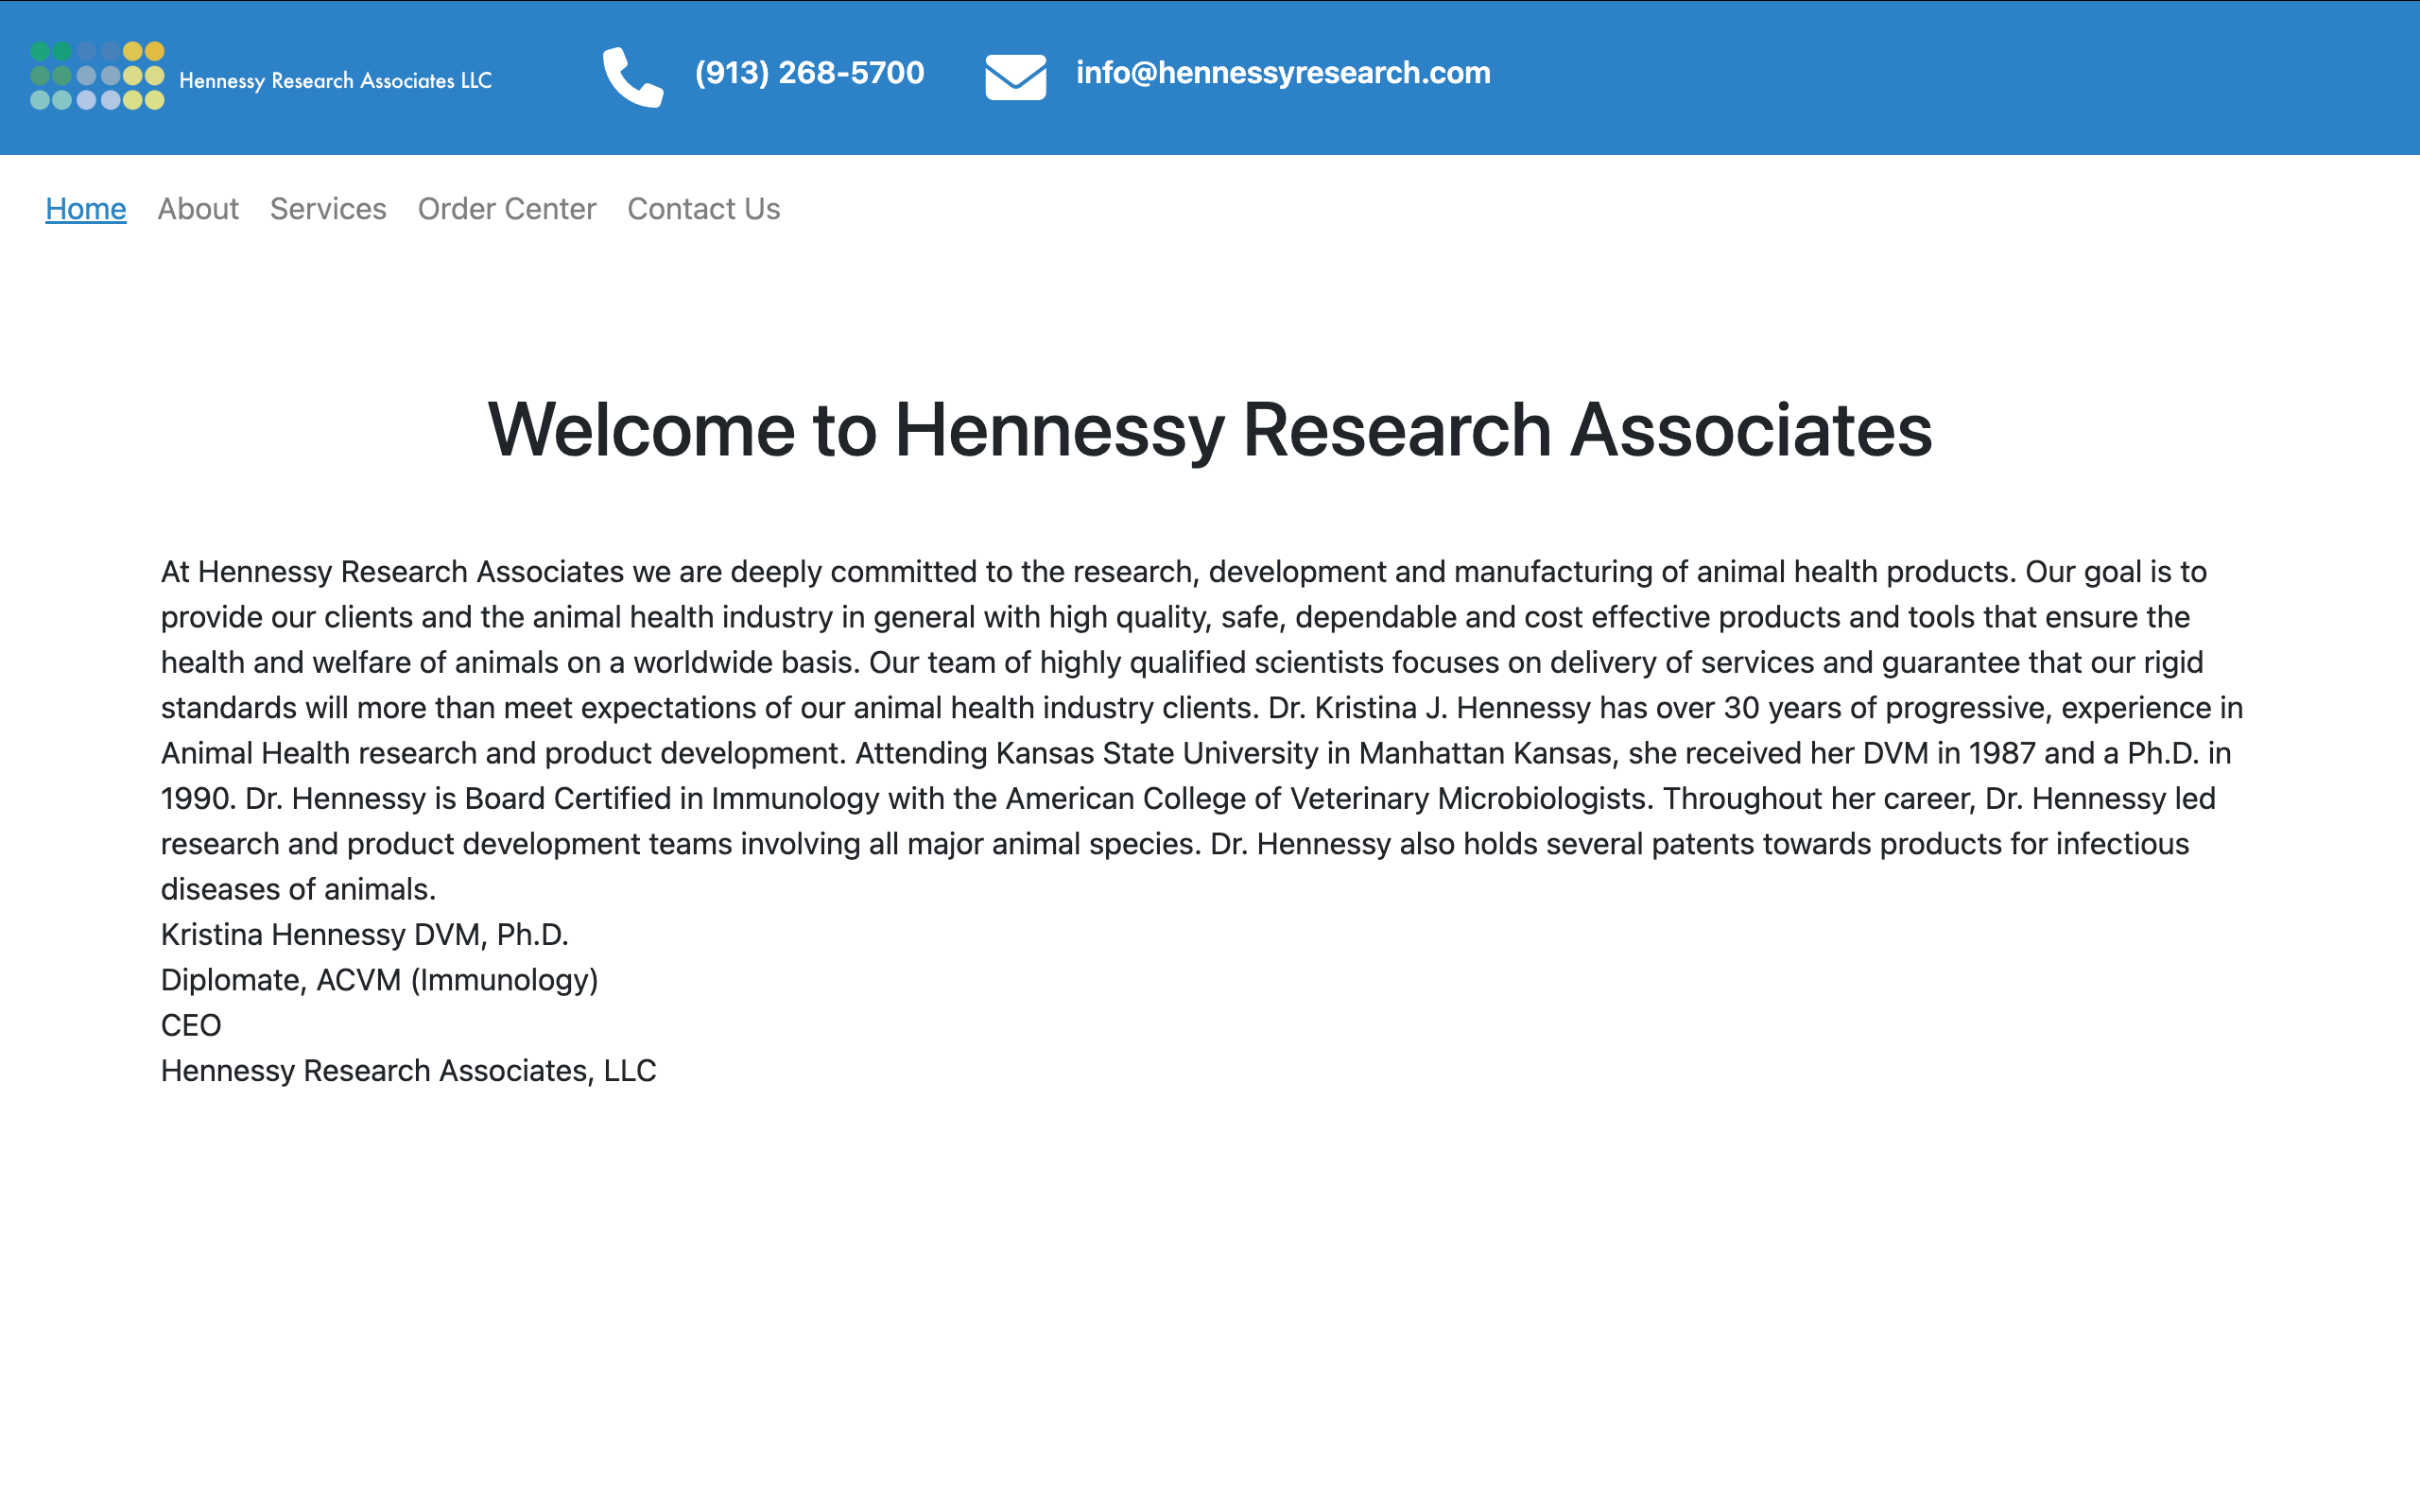 Hennessy Research Associates LLC
(913) 268-5700
info@hennessyresearch.com
Home About Services Order Center Contact Us
Welcome to Hennessy Research Associates
At Hennessy Research Associates we are deeply committed to the research, development and manufacturing of animal health products. Our goal is to
provide our clients and the animal health industry in general with high quality, safe, dependable and cost effective products and tools that ensure the
health and welfare of animals on a worldwide basis. Our team of highly qualified scientists focuses on delivery of services and guarantee that our rigid
standards will more than meet expectations of our animal health industry clients. Dr. Kristina J. Hennessy has over 30 years of progressive, experience in
Animal Health research and product development. Attending Kansas State University in Manhattan Kansas, she received her DVM in 1987 and a Ph.D. in
1990. Dr. Hennessy is Board Certified in Immunology with the American College of Veterinary Microbiologists. Throughout her career, Dr. Hennessy led
research and product development teams involving all major animal species. Dr. Hennessy also holds several patents towards products for infectious
diseases of animals.
Kristina Hennessy DVM, Ph.D.
Diplomate, ACVM (Immunology)
CEO
Hennessy Research Associates, LLC